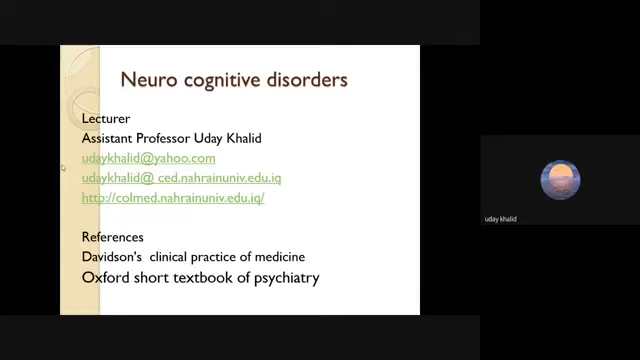 Neuro cognitive disorders
Lecturer
Assistant Professor Uday Khalid
udaykhalid@yahoo.com
udaykhalid@ ced.nahrainuniv.edu.iq
http://colmed.nahrainuniv.edu.iq/
References
Davidson's  clinical practice of medicine
Oxford short textbook of psychiatry
uday khalid